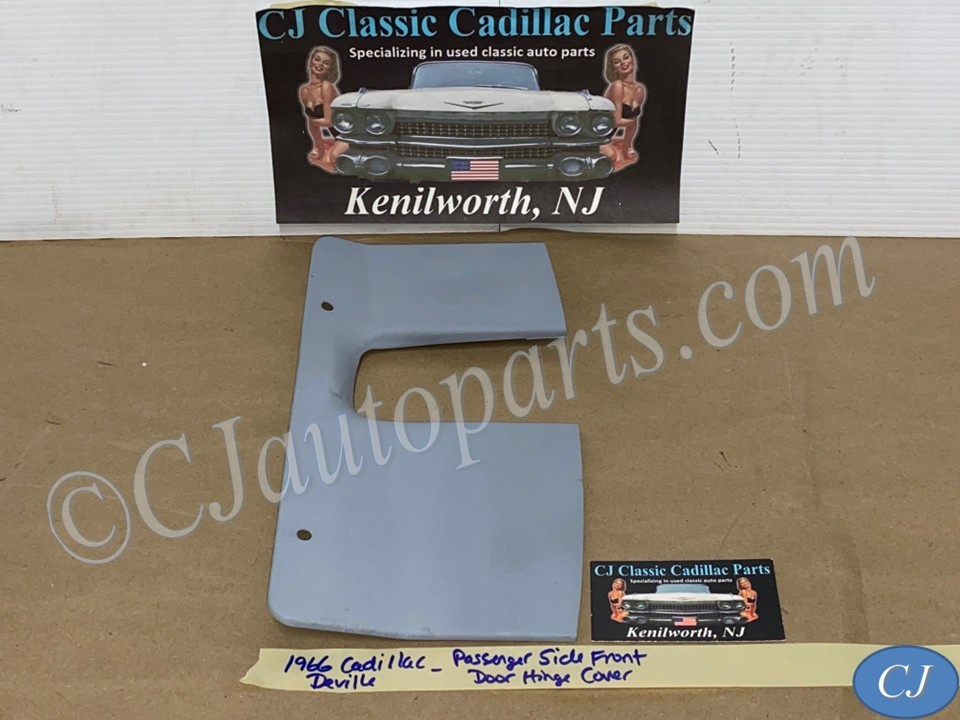 CJ Classic Cadillac Parts
Specializing in used classic auto parts
Kenilworth, NJ
©CJautoparts.com
CJ Classic Cadillac Parts
Specializing in used classic auto parts
Kenilworth, NJ
1966 Cadillac - Passenger Side Front
Deville Door Hinge Cover
CJ